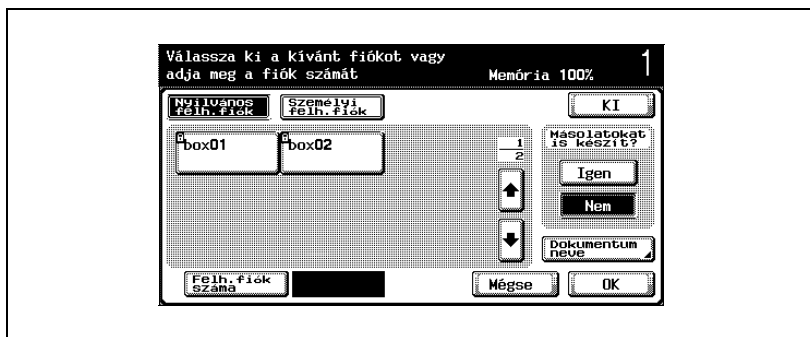 Válassza ki a kívánt fiókot vagy
adja meg a fiók számát
Memória 100%
1
Nyilvános
felh.fiók
Személyi
felh.fiók
KI
box01
box02
1
2
Másolatokat
is készít?
Igen
Nem
Dokumentum
neve
Felh.fiók
száma
Mégse
OK